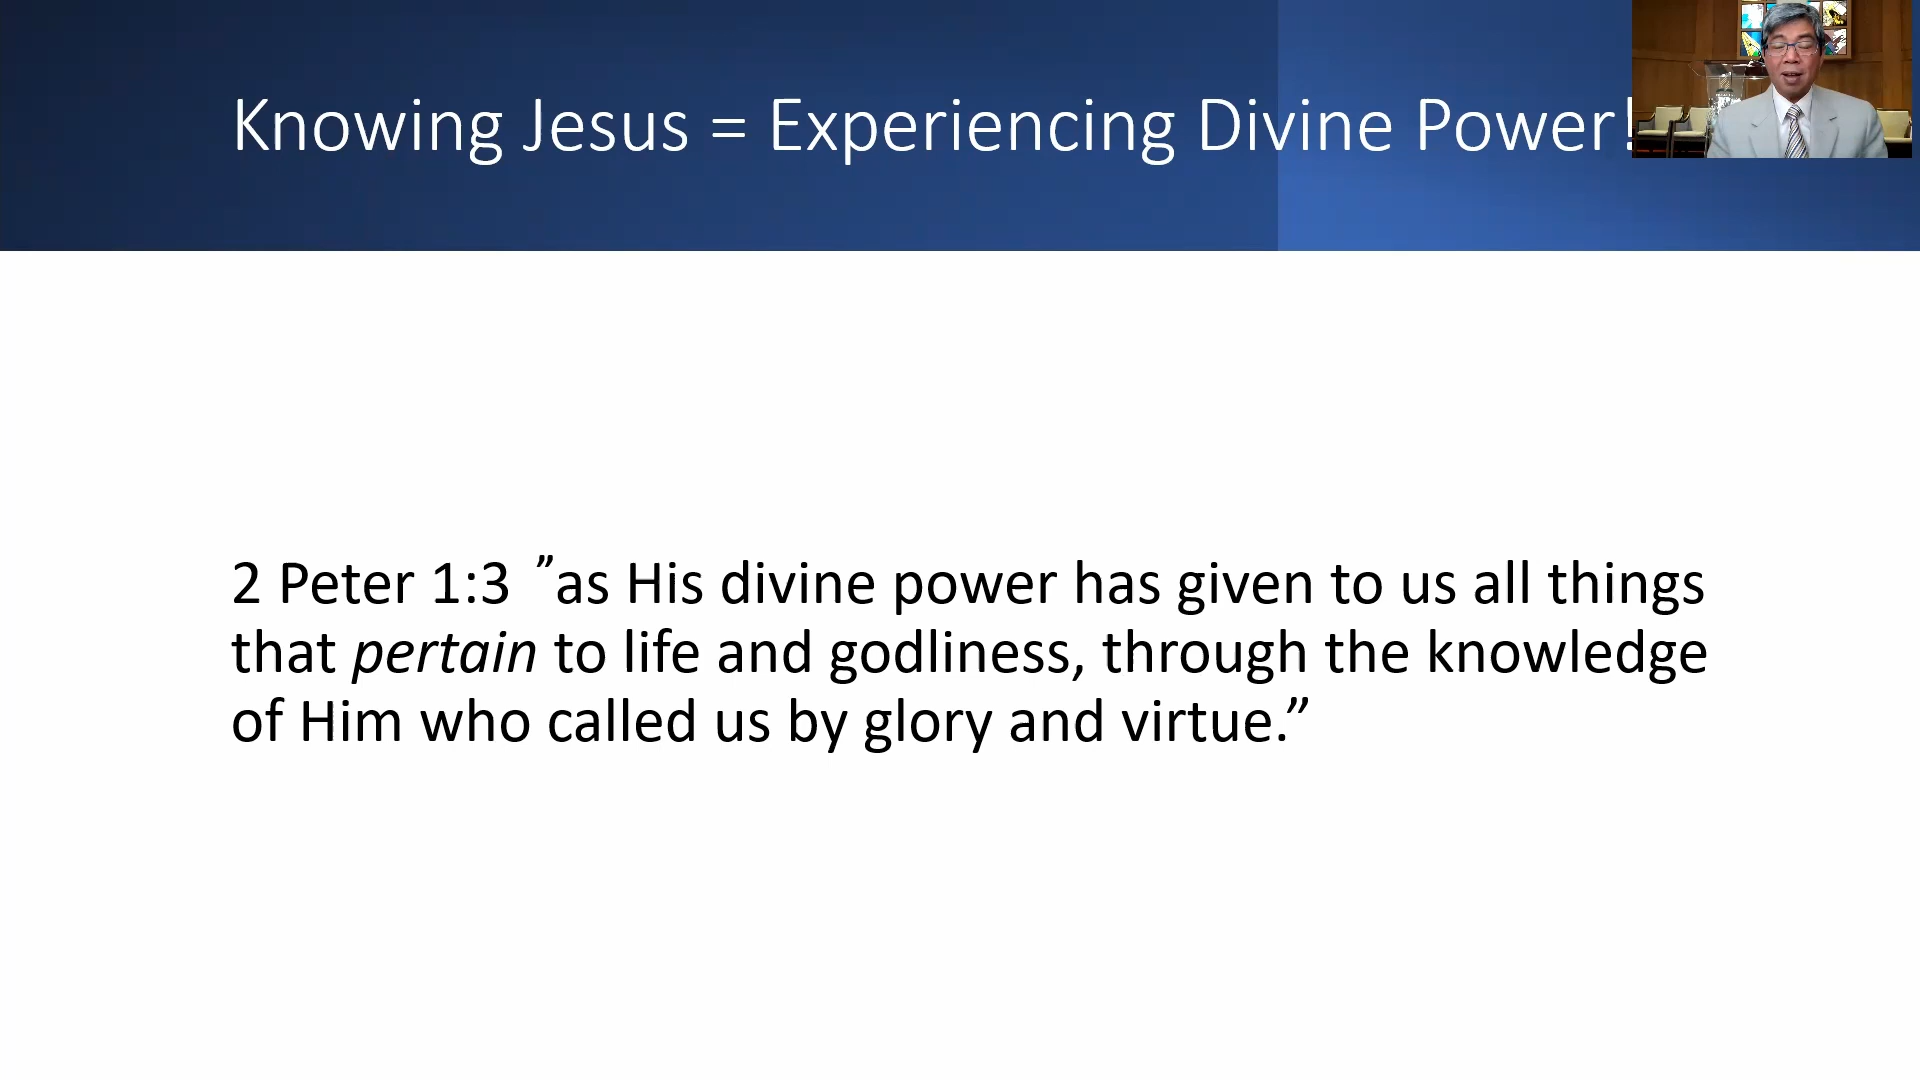 Knowing Jesus = Experiencing Divine Power!
2 Peter 1:3 ”as His divine power has given to us all things
that pertain to life and godliness, through the knowledge
of Him who called us by glory and virtue.”